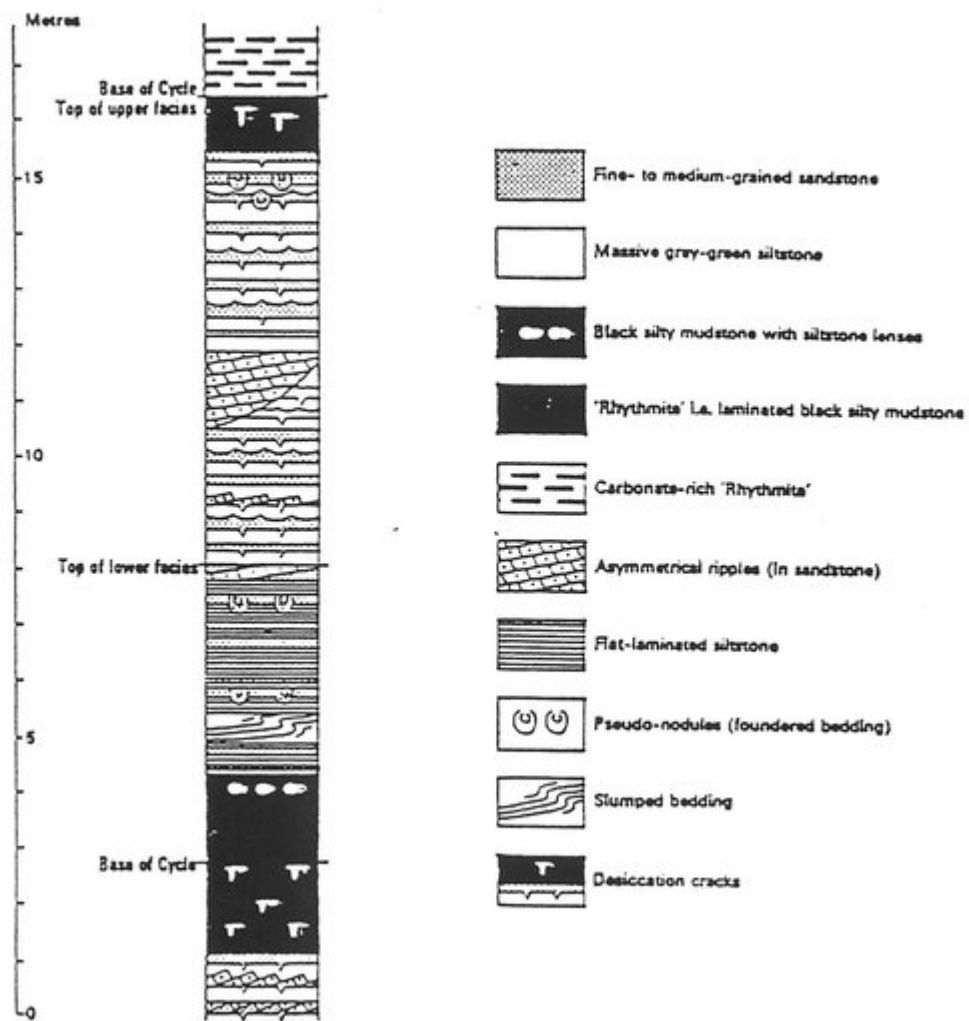 Metres
Base of Cycle
Top of upper facies
15
10
Top of lower facies
5
Base of Cycle
0
Fine- to medium-grained sandstone
Massive grey-green siltstone
Black silty mudstone with siltstone lenses
'Rhythmite' i.e. laminated black silty mudstone
Carbonate-rich 'Rhythmite'
Asymmetrical ripples (in sandstone)
Flat-laminated siltstone
Pseudo-nodules (foundered bedding)
Slumped bedding
Desiccation cracks